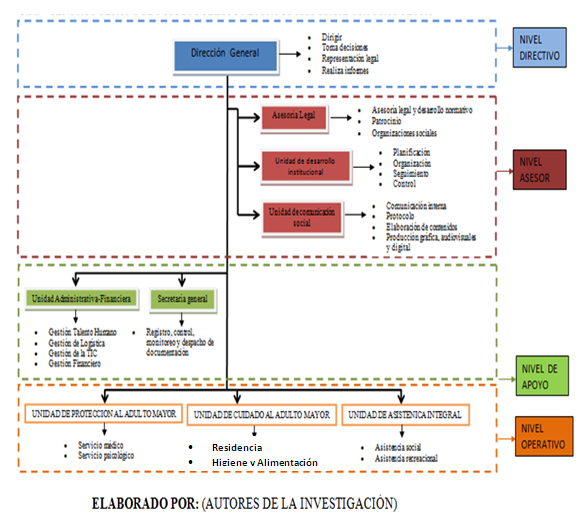 Dirección General
Dirigir
Toma decisiones
Representación legal
Realiza informes
NIVEL
DIRECTIVO
Asesoría Legal
Asesoria legal y desarrollo normativo
Patrocinio
Organizaciones sociales
Unidad de desarrollo
institucional
Planificación
Organización
Seguimiento
Control
NIVEL
ASESOR
Unidad de comunicación
social
Comunicación interna
Protocolo
Elaboración de contenidos
Producción gráfica, audiovisuales
y digital
Unidad Administrativa-Financiera
Gestión Talento Humano
Gestión de Logística
Gestión de la TIC
Gestión Financiero
Secretaria general
Registro, control,
monitoreo y despacho de
documentación
NIVEL DE
APOYO
UNIDAD DE PROTECCION AL ADULTO MAYOR
Servicio médico
Servicio psicológico
UNIDAD DE CUIDADO AL ADULTO MAYOR
Residencia
Higiene y Alimentación
UNIDAD DE ASISTENCIA INTEGRAL
Asistencia social
Asistencia recreacional
NIVEL
OPERATIVO
ELABORADO POR: (AUTORES DE LA INVESTIGACIÓN)